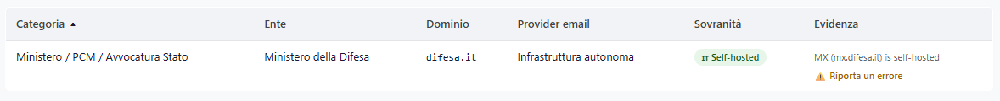 Categoria ▲ Ente Dominio Provider email Sovranità Evidenza
Ministero / PCM / Avvocatura Stato Ministero della Difesa difesa.it Infrastruttura autonoma IT Self-hosted MX (mx.difesa.it) is self-hosted
⚠ Riporta un errore